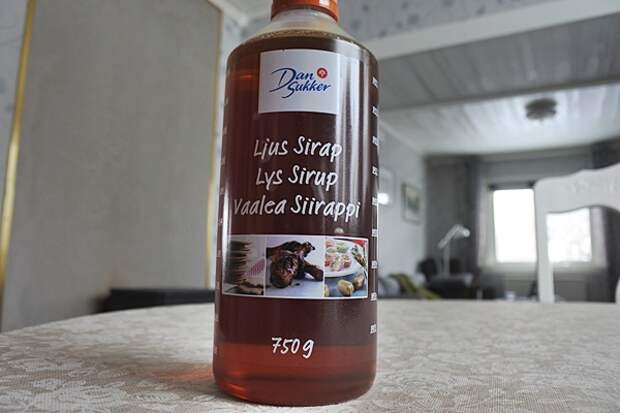 Dan
Sukker
Ljus Sirap
Lys Sirup
Vaalea Siirappi
750g